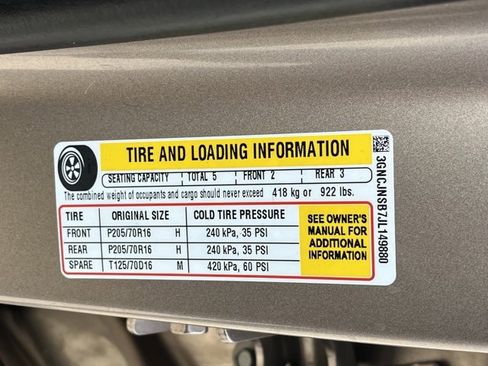 TIRE AND LOADING INFORMATION
SEATING CAPACITY TOTAL 5 FRONT 2 REAR 3
The combined weight of occupants and cargo should never exceed 418 kg or 922 lbs.
TIRE ORIGINAL SIZE COLD TIRE PRESSURE
FRONT P205/70R16 H 240 kPa, 35 PSI
REAR P205/70R16 H 240 kPa, 35 PSI
SPARE T125/70D16 M 420 kPa, 60 PSI
SEE OWNER'S
MANUAL FOR
ADDITIONAL
INFORMATION
3GNCJNSB7JL149880